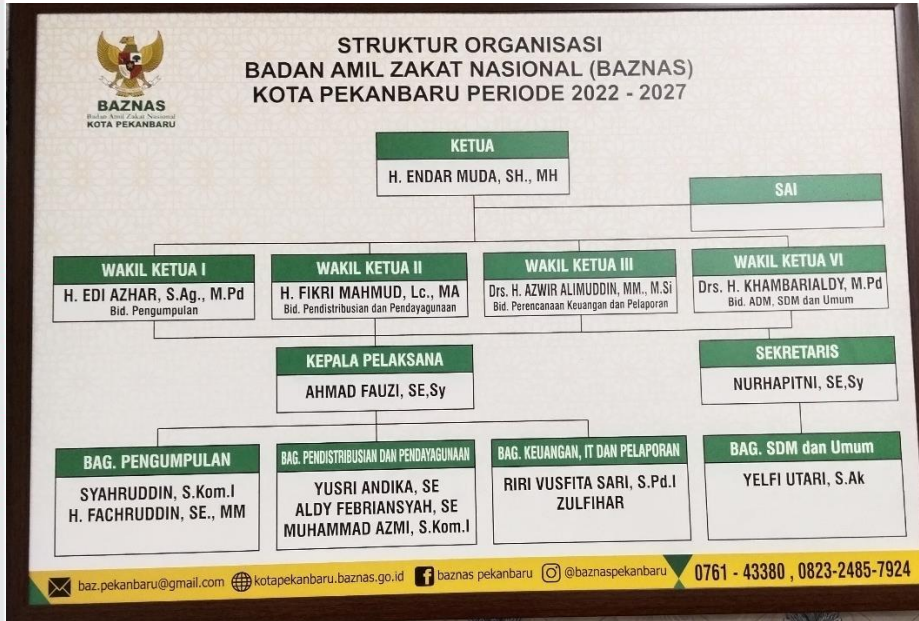 BAZNAS
Badan Amil Zakat Nasional
KOTA PEKANBARU
STRUKTUR ORGANISASI
BADAN AMIL ZAKAT NASIONAL (BAZNAS)
KOTA PEKANBARU PERIODE 2022 - 2027
KETUA
H. ENDAR MUDA, SH., MH
SAI
WAKIL KETUA I
H. EDI AZHAR, S.Ag., M.Pd
Bid. Pengumpulan
WAKIL KETUA II
H. FIKRI MAHMUD, Lc., MA
Bid. Pendistribusian dan Pendayagunaan
WAKIL KETUA III
Drs. H. AZWIR ALIMUDDIN, MM., M.Si
Bid. Perencanaan Keuangan dan Pelaporan
WAKIL KETUA VI
Drs. H. KHAMBARIALDY, M.Pd
Bid. ADM, SDM dan Umum
KEPALA PELAKSANA
AHMAD FAUZI, SE,Sy
SEKRETARIS
NURHAPITNI, SE,Sy
BAG. PENGUMPULAN
SYAHRUDDIN, S.Kom.I
H. FACHRUDDIN, SE., MM
BAG. PENDISTRIBUSIAN DAN PENDAYAGUNAAN
YUSRI ANDIKA, SE
ALDY FEBRIANSYAH, SE
MUHAMMAD AZMI, S.Kom.I
BAG. KEUANGAN, IT DAN PELAPORAN
RIRI VUSFITA SARI, S.Pd.I
ZULFIHAR
BAG. SDM dan Umum
YELFI UTARI, S.Ak
baz.pekanbaru@gmail.com kotapekanbaru.baznas.go.id baznas pekanbaru @baznaspekanbaru 0761 - 43380 , 0823-2485-7924